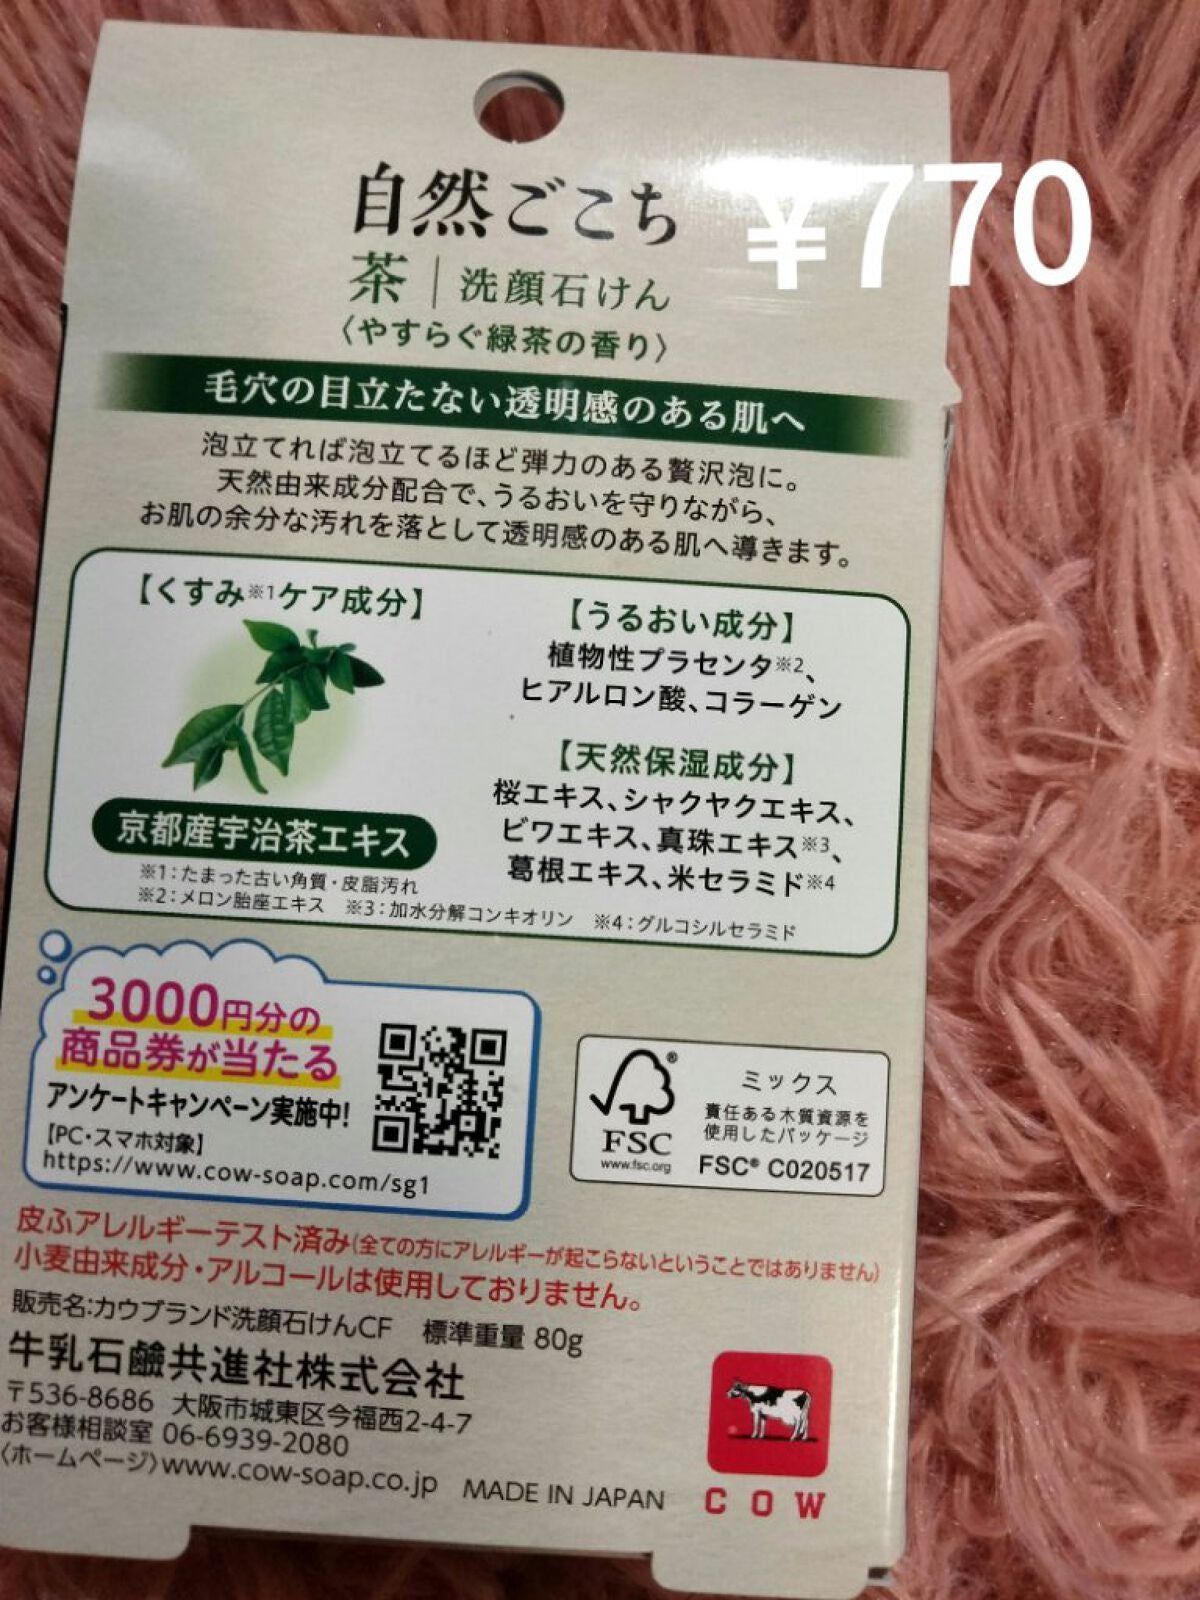 自然ごこち
¥770
茶|洗顔石けん
〈やすらぐ緑茶の香り〉
毛穴の目立たない透明感のある肌へ
泡立てれば泡立てるほど弾力のある贅沢泡に。
天然由来成分配合で、うるおいを守りながら、
お肌の余分な汚れを落として透明感のある肌へ導きます。
【くすみ※1ケア成分】
京都産宇治茶エキス
【うるおい成分】
植物性プラセンタ※2、
ヒアルロン酸、コラーゲン
【天然保湿成分】
桜エキス、シャクヤクエキス、
ビワエキス、真珠エキス※3、
葛根エキス、米セラミド※4
※1:たまった古い角質・皮脂汚れ
※2:メロン胎座エキス ※3:加水分解コンキオリン ※4:グルコシルセラミド
3000円分の
商品券が当たる
アンケートキャンペーン実施中!
【PC・スマホ対象】
https://www.cow-soap.com/sg1
FSC®
www.fsc.org
ミックス
責任ある木質資源を
使用したパッケージ
FSC® C020517
皮ふアレルギーテスト済み(全ての方にアレルギーが起こらないということではありません)
小麦由来成分・アルコールは使用しておりません。
販売名:カウブランド洗顔石けんCF 標準重量 80g
牛乳石鹼共進社株式会社
〒536-8686 大阪市城東区今福西2-4-7
お客様相談室 06-6939-2080
〈ホームページ〉www.cow-soap.co.jp MADE IN JAPAN
COW